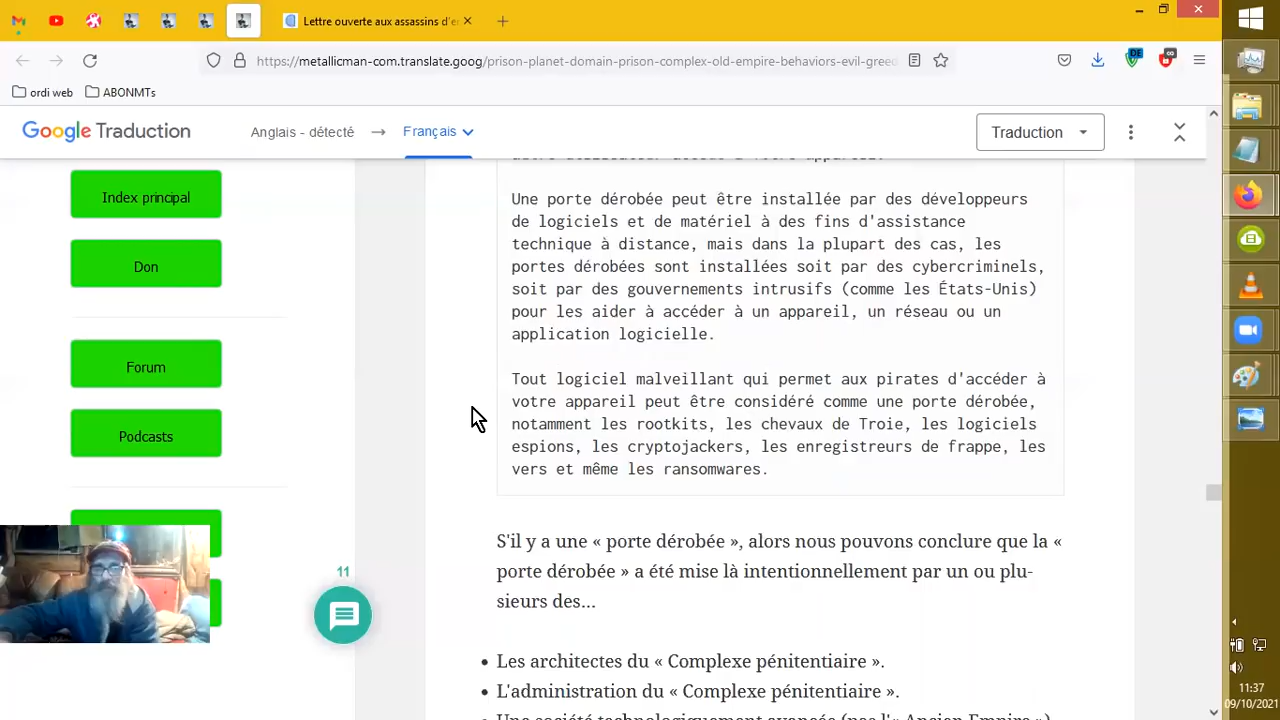 Lettre ouverte aux assassins d'e
https://metallicman-com.translate.goog/prison-planet-domain-prison-complex-old-empire-behaviors-evil-greed
ordi web
ABONMTs
Google Traduction
Anglais - détecté
Français
Traduction
Index principal
Don
Forum
Podcasts
Une porte dérobée peut être installée par des développeurs
de logiciels et de matériel à des fins d'assistance
technique à distance, mais dans la plupart des cas, les
portes dérobées sont installées soit par des cybercriminels,
soit par des gouvernements intrusifs (comme les États-Unis)
pour les aider à accéder à un appareil, un réseau ou un
application logicielle.
Tout logiciel malveillant qui permet aux pirates d'accéder à
votre appareil peut être considéré comme une porte dérobée,
notamment les rootkits, les chevaux de Troie, les logiciels
espions, les cryptojackers, les enregistreurs de frappe, les
vers et même les ransomwares.
S'il y a une « porte dérobée », alors nous pouvons conclure que la «
porte dérobée » a été mise là intentionnellement par un ou plu-
sieurs des...
11
• Les architectes du « Complexe pénitentiaire ».
• L'administration du « Complexe pénitentiaire ».
• Une société technologiquement avancée (pas l'« Ancien Empire »)
DE
11:37
09/10/2021